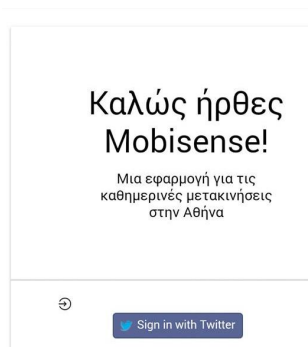 Καλώς ήρθες
Mobisense!
Μια εφαρμογή για τις
καθημερινές μετακινήσεις
στην Αθήνα
Sign in with Twitter